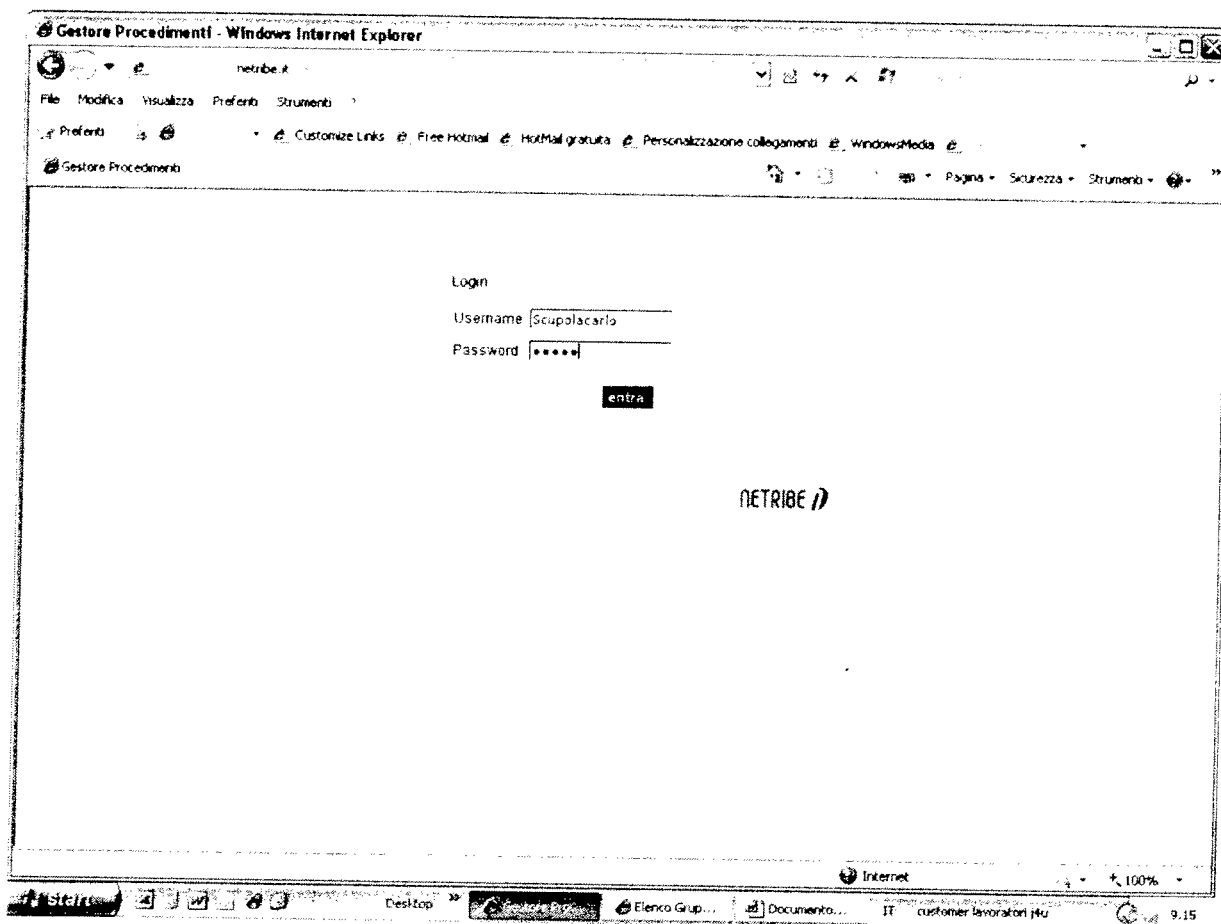 Gestore Procedimenti - Windows Internet Explorer
netribe.it
File Modifica Visualizza Preferiti Strumenti ?
Preferiti Customize Links Free Hotmail HotMail gratuita Personalizzazione collegamenti WindowsMedia
Gestore Procedimenti Pagina Sicurezza Strumenti »
Login
Username Scupolacarlo
Password •••••
entra
NETRIBE
Internet 100%
start Desktop » Elenco Grup... Documento... IT customer lavoratori j4u 9.15